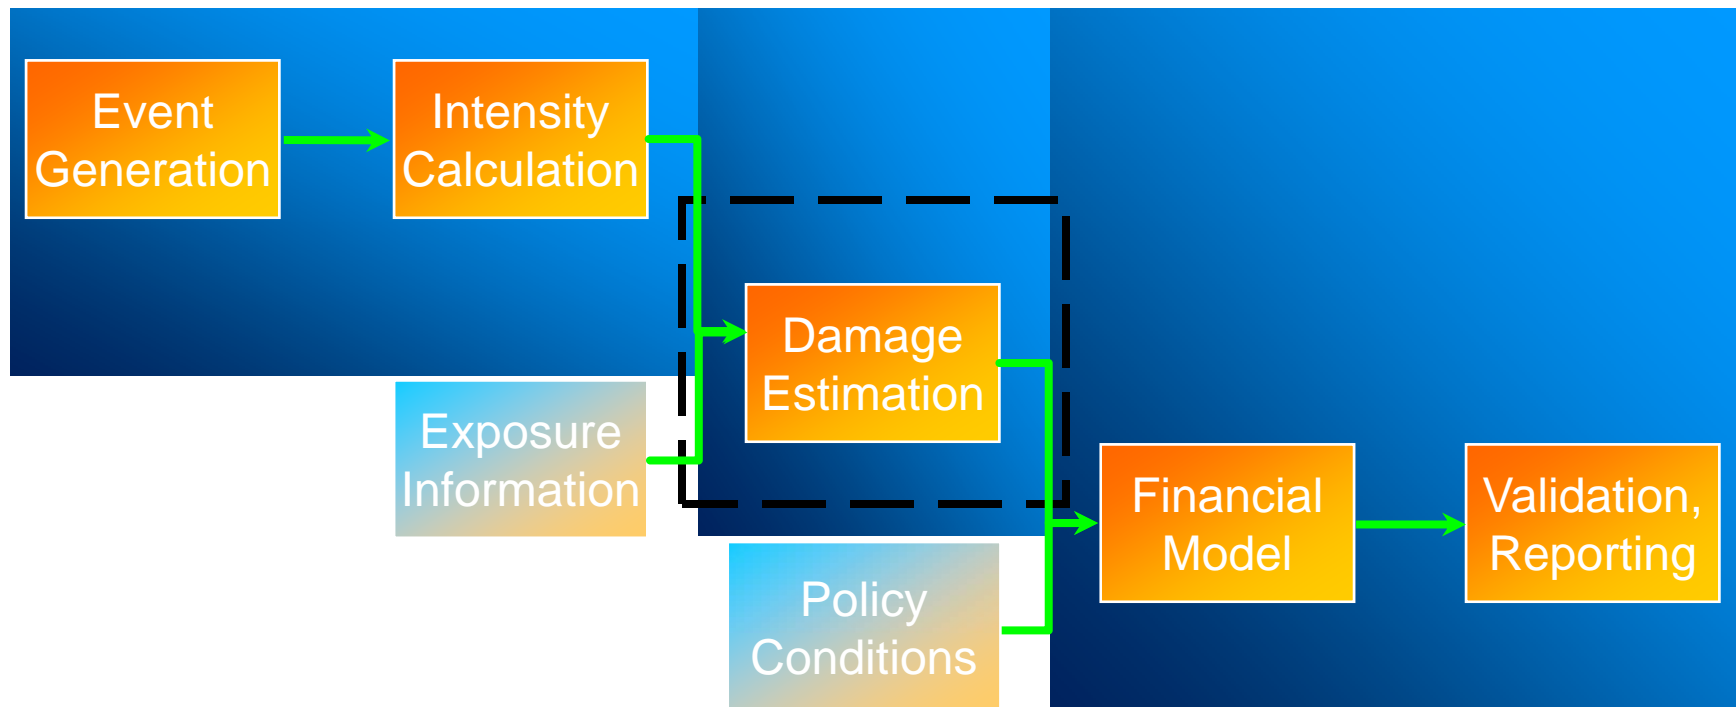 Event
Generation
Intensity
Calculation
Damage
Estimation
Exposure
Information
Financial
Model
Validation,
Reporting
Policy
Conditions